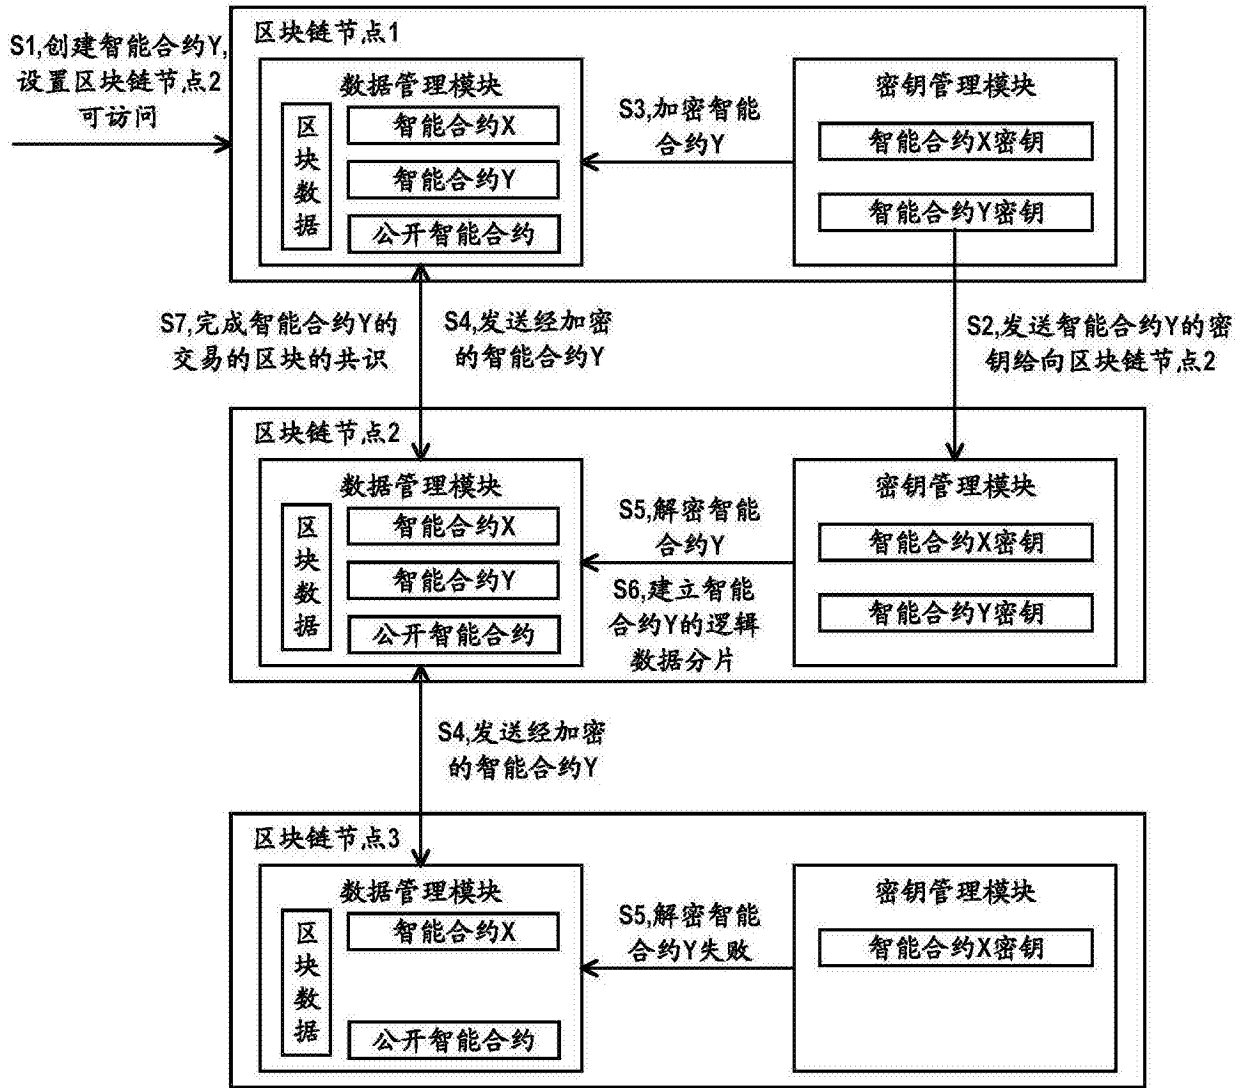 S1,创建智能合约Y,
设置区块链节点2
可访问
区块链节点1
数据管理模块
区块数据
智能合约X
智能合约Y
公开智能合约
S3,加密智能
合约Y
密钥管理模块
智能合约X密钥
智能合约Y密钥
S7,完成智能合约Y的
交易的区块的共识
S4,发送经加密
的智能合约Y
S2,发送智能合约Y的密
钥给向区块链节点2
区块链节点2
数据管理模块
区块数据
智能合约X
智能合约Y
公开智能合约
S5,解密智能
合约Y
S6,建立智能
合约Y的逻辑
数据分片
密钥管理模块
智能合约X密钥
智能合约Y密钥
S4,发送经加密
的智能合约Y
区块链节点3
数据管理模块
区块数据
智能合约X
公开智能合约
S5,解密智能
合约Y失败
密钥管理模块
智能合约X密钥